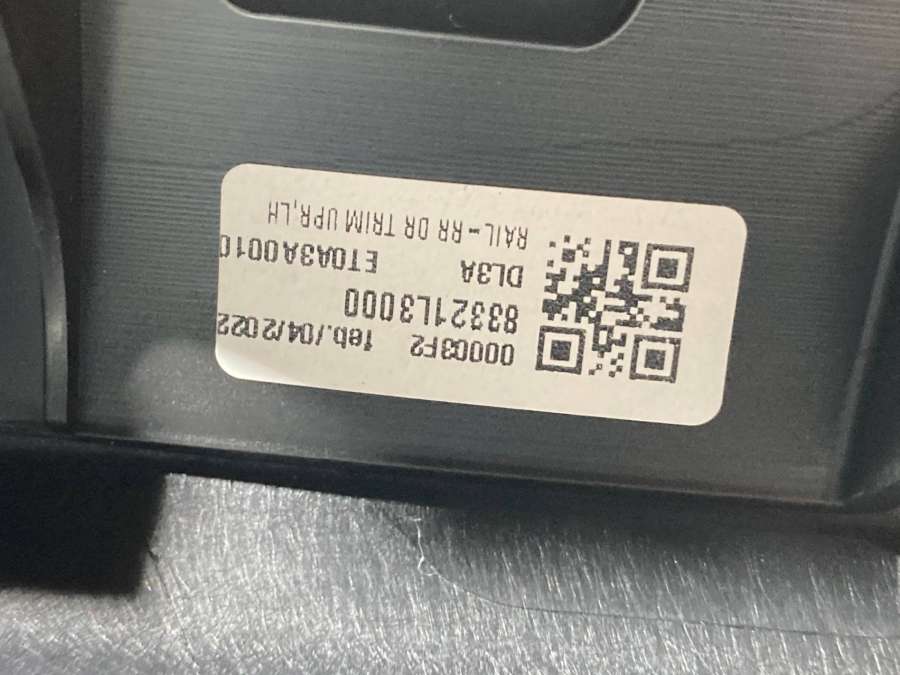 00003F2 feb./04/2022
83321L3000
DL3A ET0A3A0010
RAIL-RR DR TRIM UPR,LH